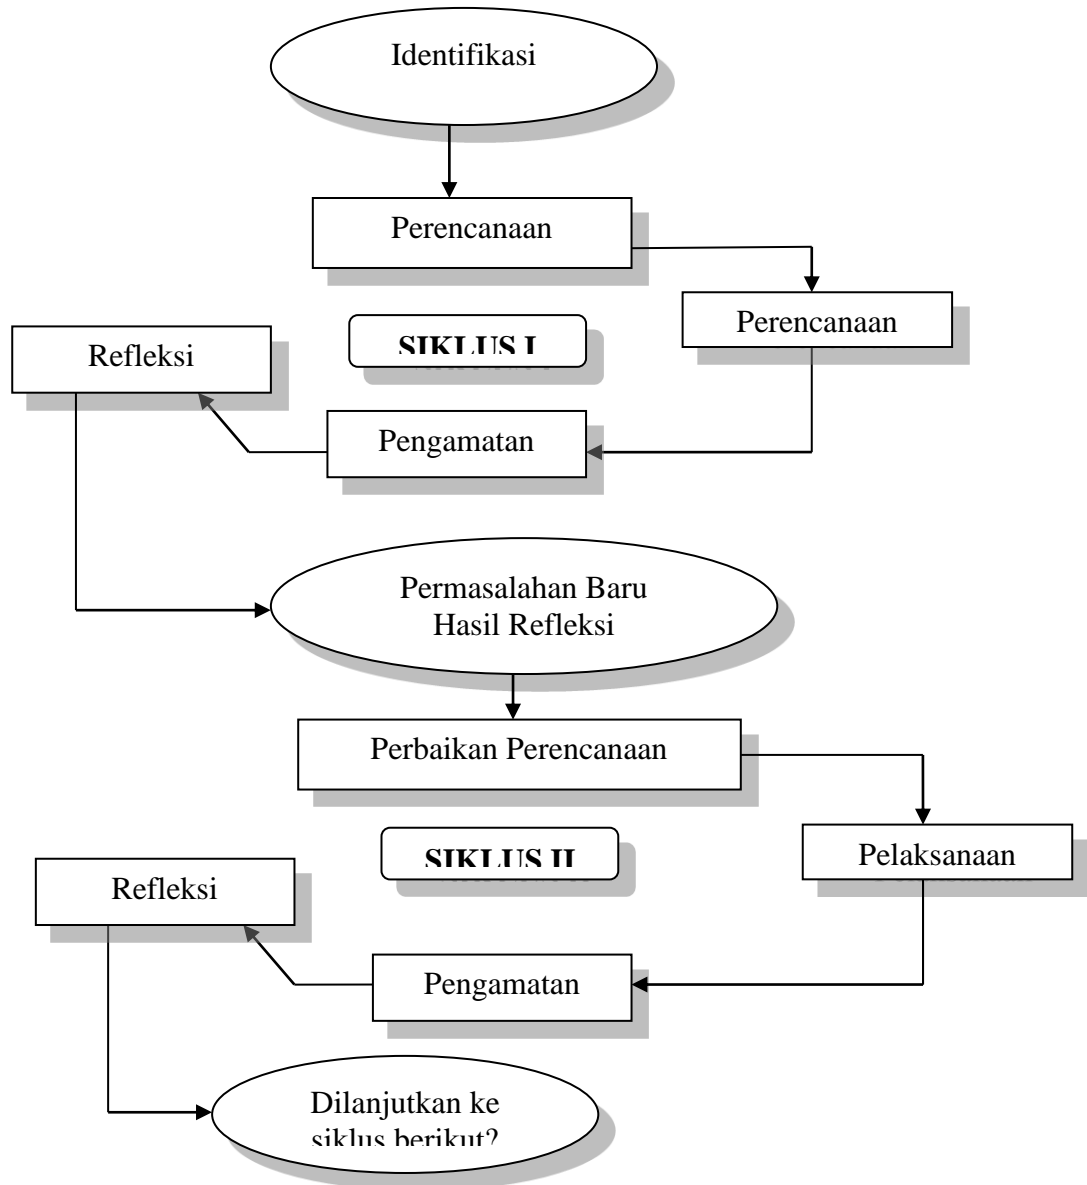 Identifikasi
Perencanaan
Perencanaan
SIKLUS I
Refleksi
Pengamatan
Permasalahan Baru
Hasil Refleksi
Perbaikan Perencanaan
Pelaksanaan
SIKLUS II
Refleksi
Pengamatan
Dilanjutkan ke
siklus berikut?